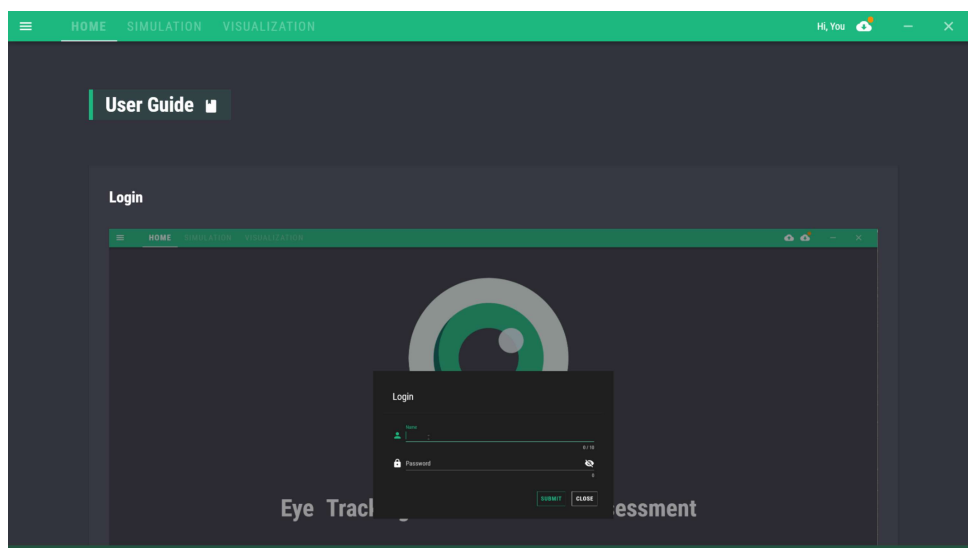 HOME SIMULATION VISUALIZATION Hi, You
User Guide
Login
HOME SIMULATION VISUALIZATION
Login
Name
0 / 10
Password
0
SUBMIT CLOSE
Eye Trac essment